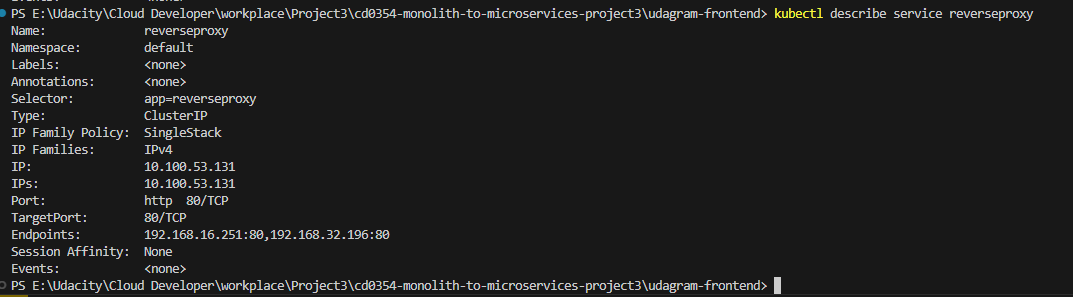 PS E:\Udacity\Cloud Developer\workplace\Project3\cd0354-monolith-to-microservices-project3\udagram-frontend> kubectl describe service reverseproxy
Name:              reverseproxy
Namespace:         default
Labels:            <none>
Annotations:       <none>
Selector:          app=reverseproxy
Type:              ClusterIP
IP Family Policy:  SingleStack
IP Families:       IPv4
IP:                10.100.53.131
IPs:               10.100.53.131
Port:              http  80/TCP
TargetPort:        80/TCP
Endpoints:         192.168.16.251:80,192.168.32.196:80
Session Affinity:  None
Events:            <none>
PS E:\Udacity\Cloud Developer\workplace\Project3\cd0354-monolith-to-microservices-project3\udagram-frontend>